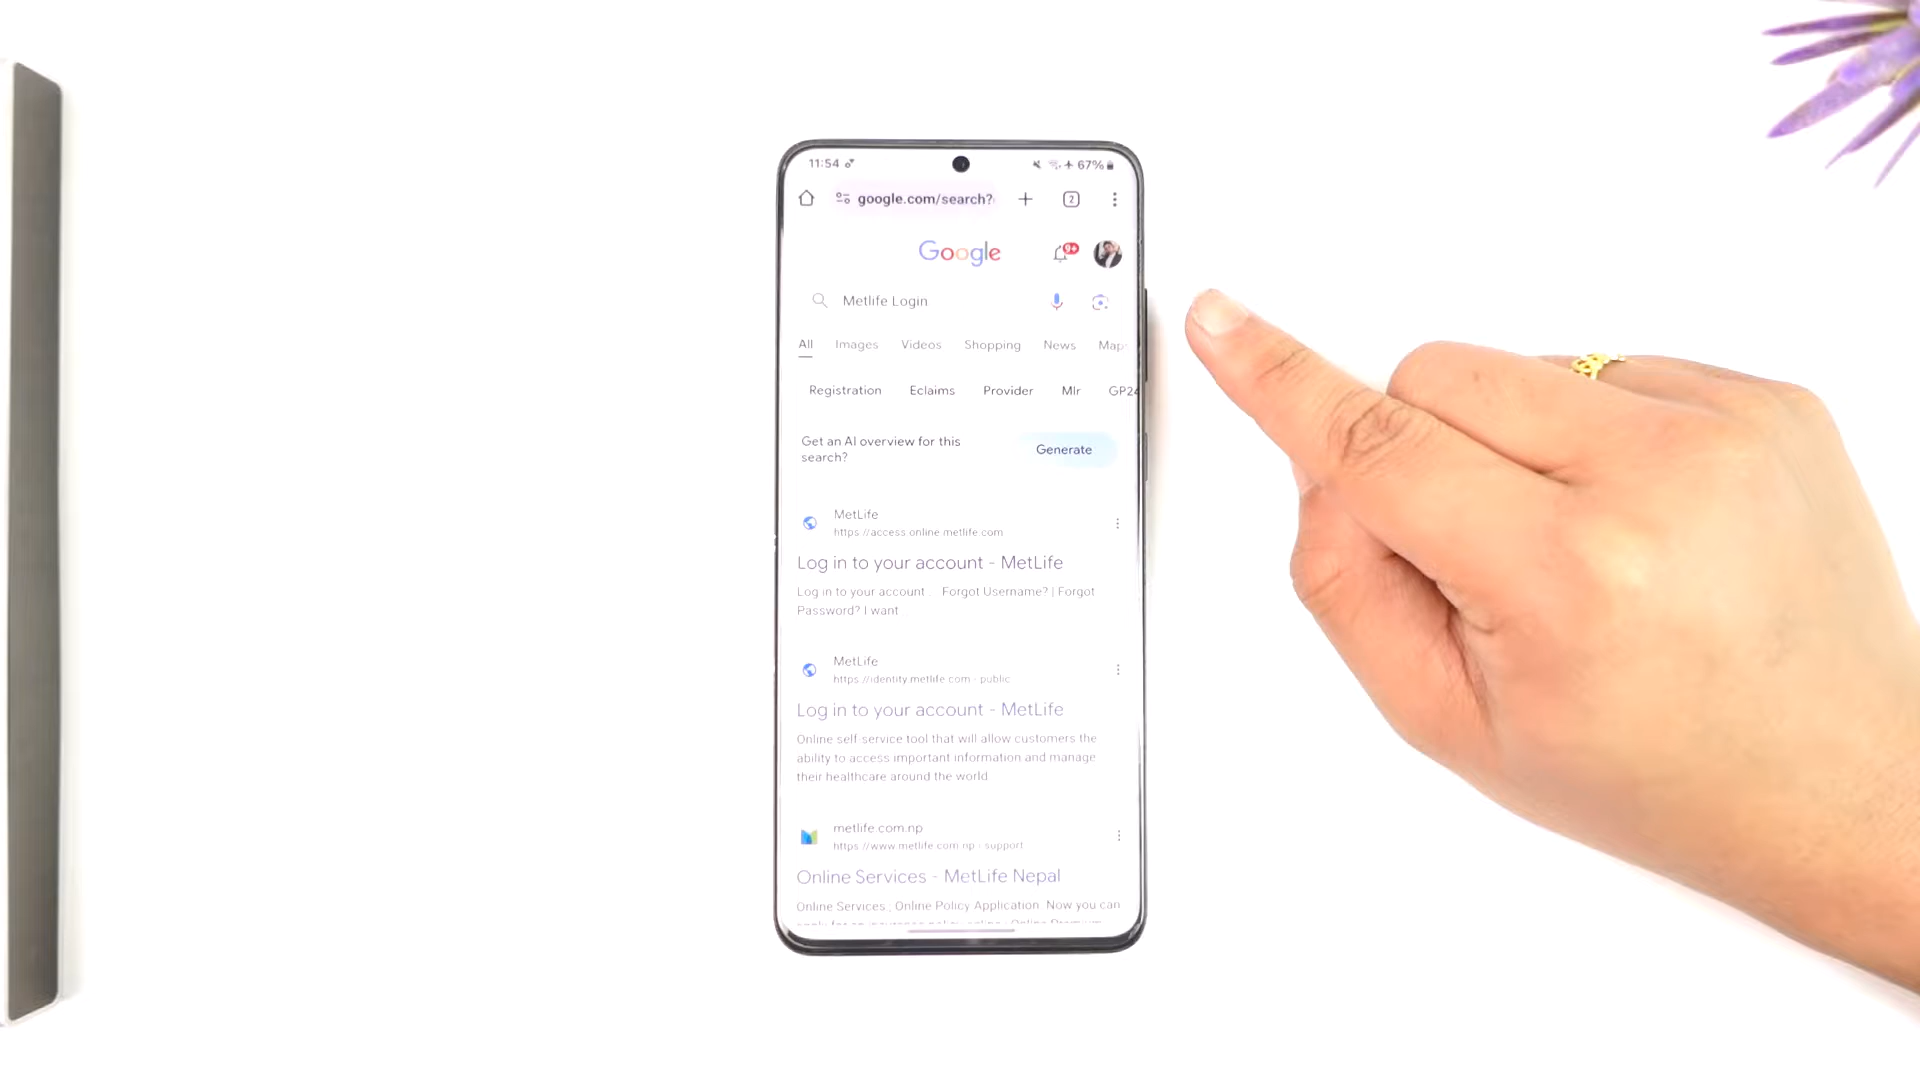 11:54 67%
google.com/search? 2
Google 9+
Metlife Login
All Images Videos Shopping News Map
Registration Eclaims Provider Mlr GP24
Get an AI overview for this
search?
Generate
MetLife
https://access.online.metlife.com
Log in to your account - MetLife
Log in to your account... Forgot Username? | Forgot
Password? I want
MetLife
https://identity.metlife.com › public
Log in to your account - MetLife
Online self service tool that will allow customers the
ability to access important information and manage
their healthcare around the world
metlife.com.np
https://www.metlife.com.np › support
Online Services - MetLife Nepal
Online Services ; Online Policy Application. Now you can